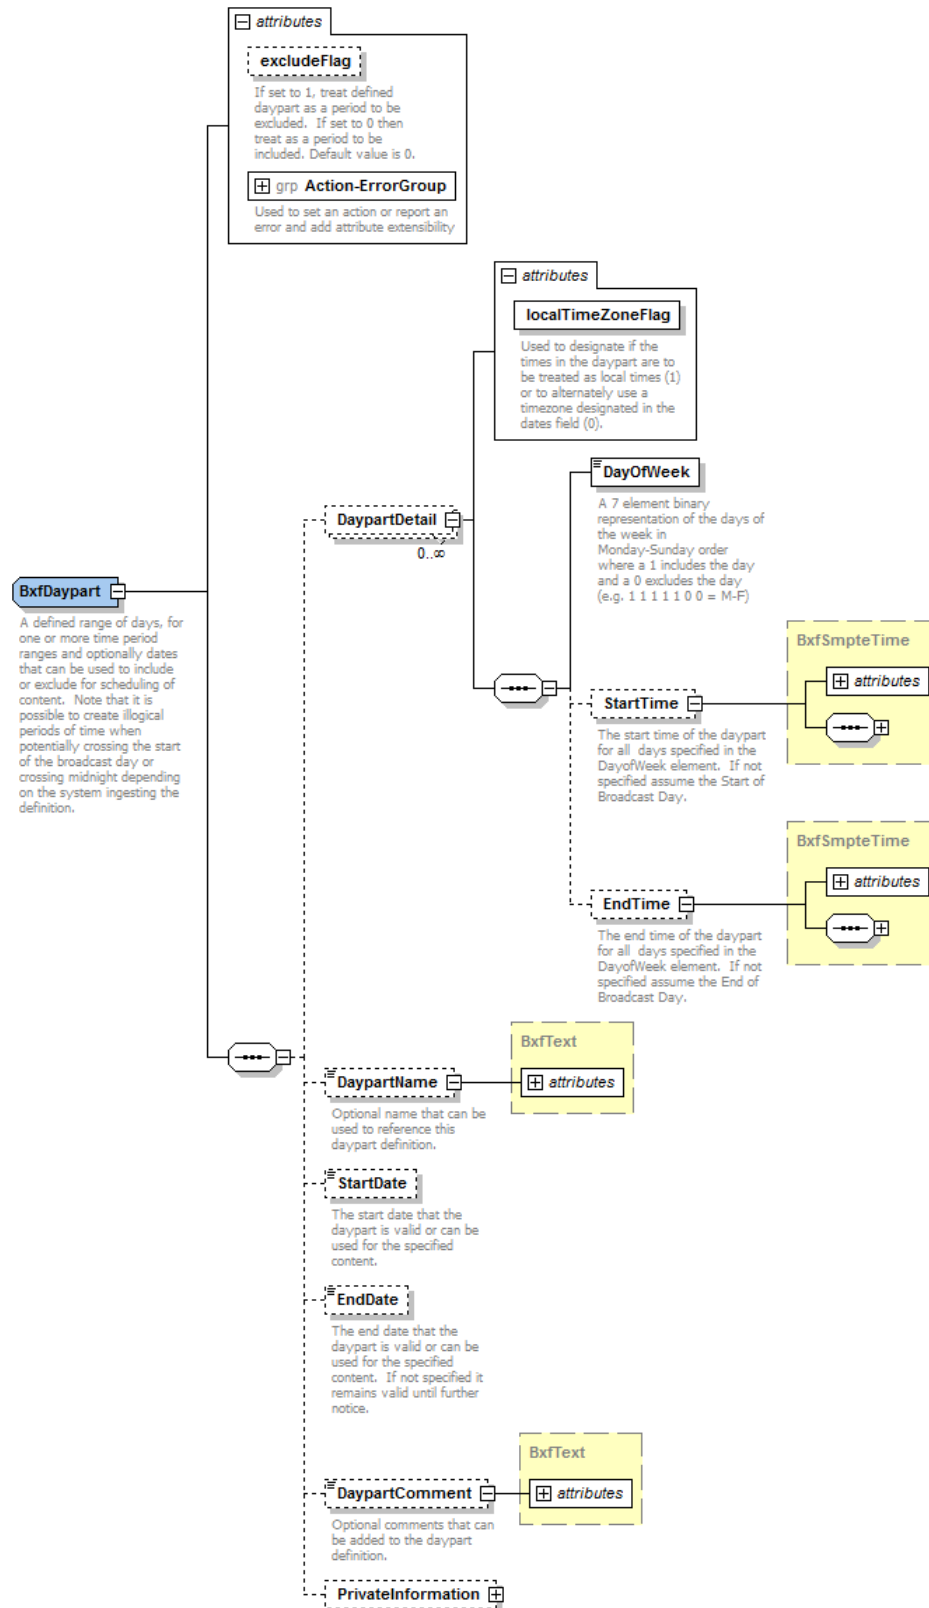 attributes
excludeFlag
If set to 1, treat defined
daypart as a period to be
excluded.  If set to 0 then
treat as a period to be
included. Default value is 0.
grp Action-ErrorGroup
Used to set an action or report an
error and add attribute extensibility
attributes
localTimeZoneFlag
Used to designate if the
times in the daypart are to
be treated as local times (1)
or to alternately use a
timezone designated in the
dates field (0).
DayOfWeek
A 7 element binary
representation of the days of
the week in
Monday-Sunday order
where a 1 includes the day
and a 0 excludes the day
(e.g. 1 1 1 1 1 0 0 = M-F)
DaypartDetail
0..∞
BxfDaypart
A defined range of days, for
one or more time period
ranges and optionally dates
that can be used to include
or exclude for scheduling of
content.  Note that it is
possible to create illogical
periods of time when
potentially crossing the start
of the broadcast day or
crossing midnight depending
on the system ingesting the
definition.
BxfSmpteTime
attributes
StartTime
The start time of the daypart
for all  days specified in the
DayofWeek element.  If not
specified assume the Start of
Broadcast Day.
BxfSmpteTime
attributes
EndTime
The end time of the daypart
for all  days specified in the
DayofWeek element.  If not
specified assume the End of
Broadcast Day.
BxfText
DaypartName
attributes
Optional name that can be
used to reference this
daypart definition.
StartDate
The start date that the
daypart is valid or can be
used for the specified
content.
EndDate
The end date that the
daypart is valid or can be
used for the specified
content.  If not specified it
remains valid until further
notice.
BxfText
DaypartComment
attributes
Optional comments that can
be added to the daypart
definition.
PrivateInformation